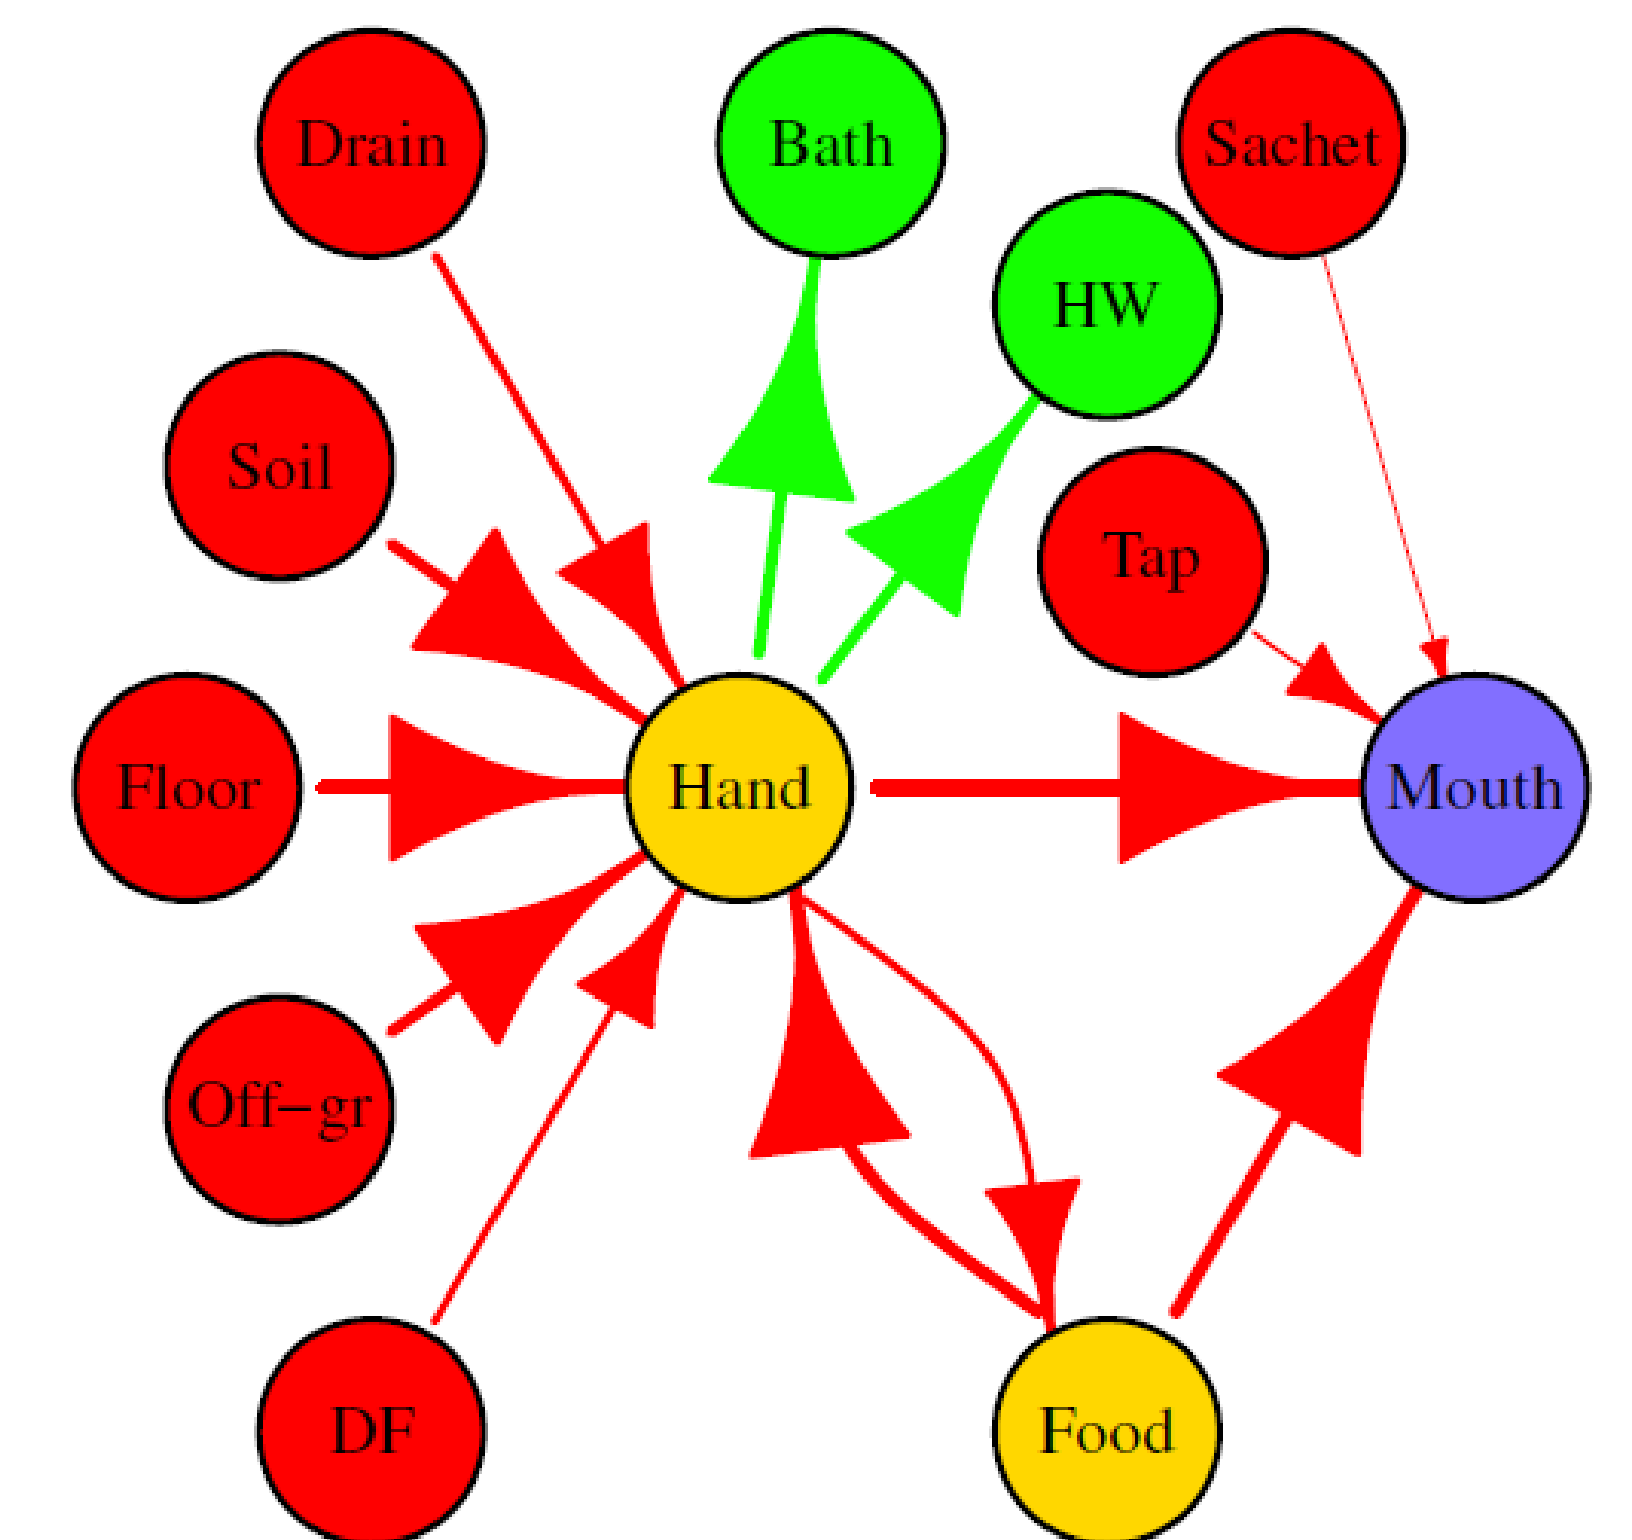 Drain
Bath
Sachet
HW
Soil
Tap
Floor
Hand
Mouth
Off-gr
DF
Food